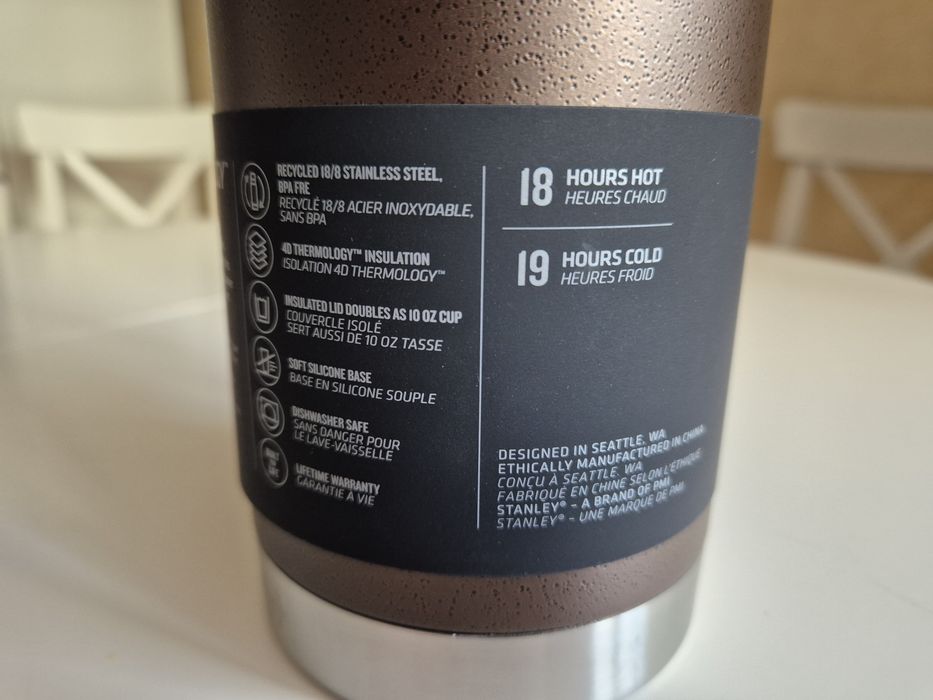 RECYCLED 18/8 STAINLESS STEEL,
BPA FRE
RECYCLÉ 18/8 ACIER INOXYDABLE,
SANS BPA
4D THERMOLOGY™ INSULATION
ISOLATION 4D THERMOLOGY™
INSULATED LID DOUBLES AS 10 OZ CUP
COUVERCLE ISOLÉ
SERT AUSSI DE 10 OZ TASSE
SOFT SILICONE BASE
BASE EN SILICONE SOUPLE
DISHWASHER SAFE
SANS DANGER POUR
LE LAVE-VAISSELLE
LIFETIME WARRANTY
GARANTIE À VIE
18 HOURS HOT
HEURES CHAUD
19 HOURS COLD
HEURES FROID
DESIGNED IN SEATTLE, WA
ETHICALLY MANUFACTURED IN CHINA
CONÇU À SEATTLE, WA
FABRIQUÉ EN CHINE SELON L'ÉTHIQUE
STANLEY® - A BRAND OF PMI
STANLEY® - UNE MARQUE DE PMI